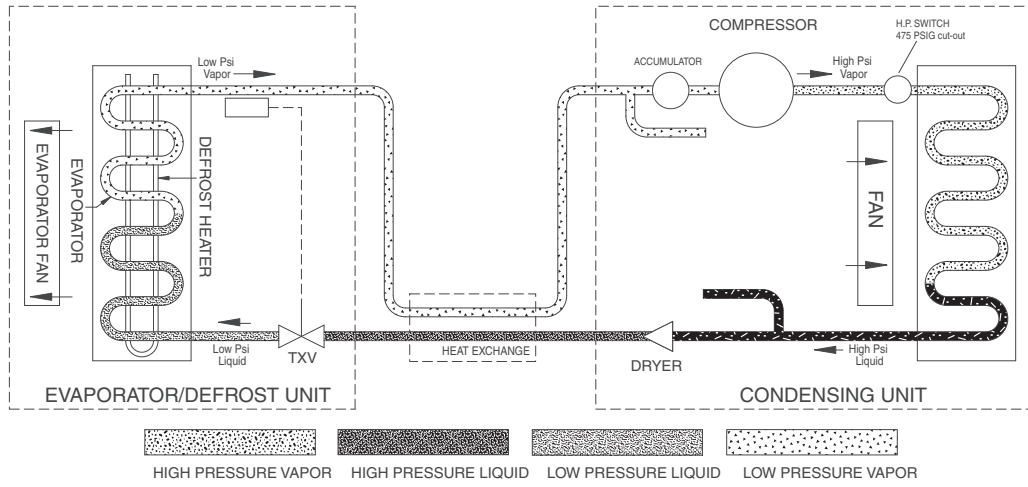 COMPRESSOR
H.P. SWITCH
475 PSIG cut-out
ACCUMULATOR
Low Psi
Vapor
High Psi
Vapor
EVAPORATOR FAN
EVAPORATOR
DEFROST HEATER
FAN
Low Psi
Liquid
TXV
HEAT EXCHANGE
DRYER
High Psi
Liquid
EVAPORATOR/DEFROST UNIT
CONDENSING UNIT
HIGH PRESSURE VAPOR
HIGH PRESSURE LIQUID
LOW PRESSURE LIQUID
LOW PRESSURE VAPOR